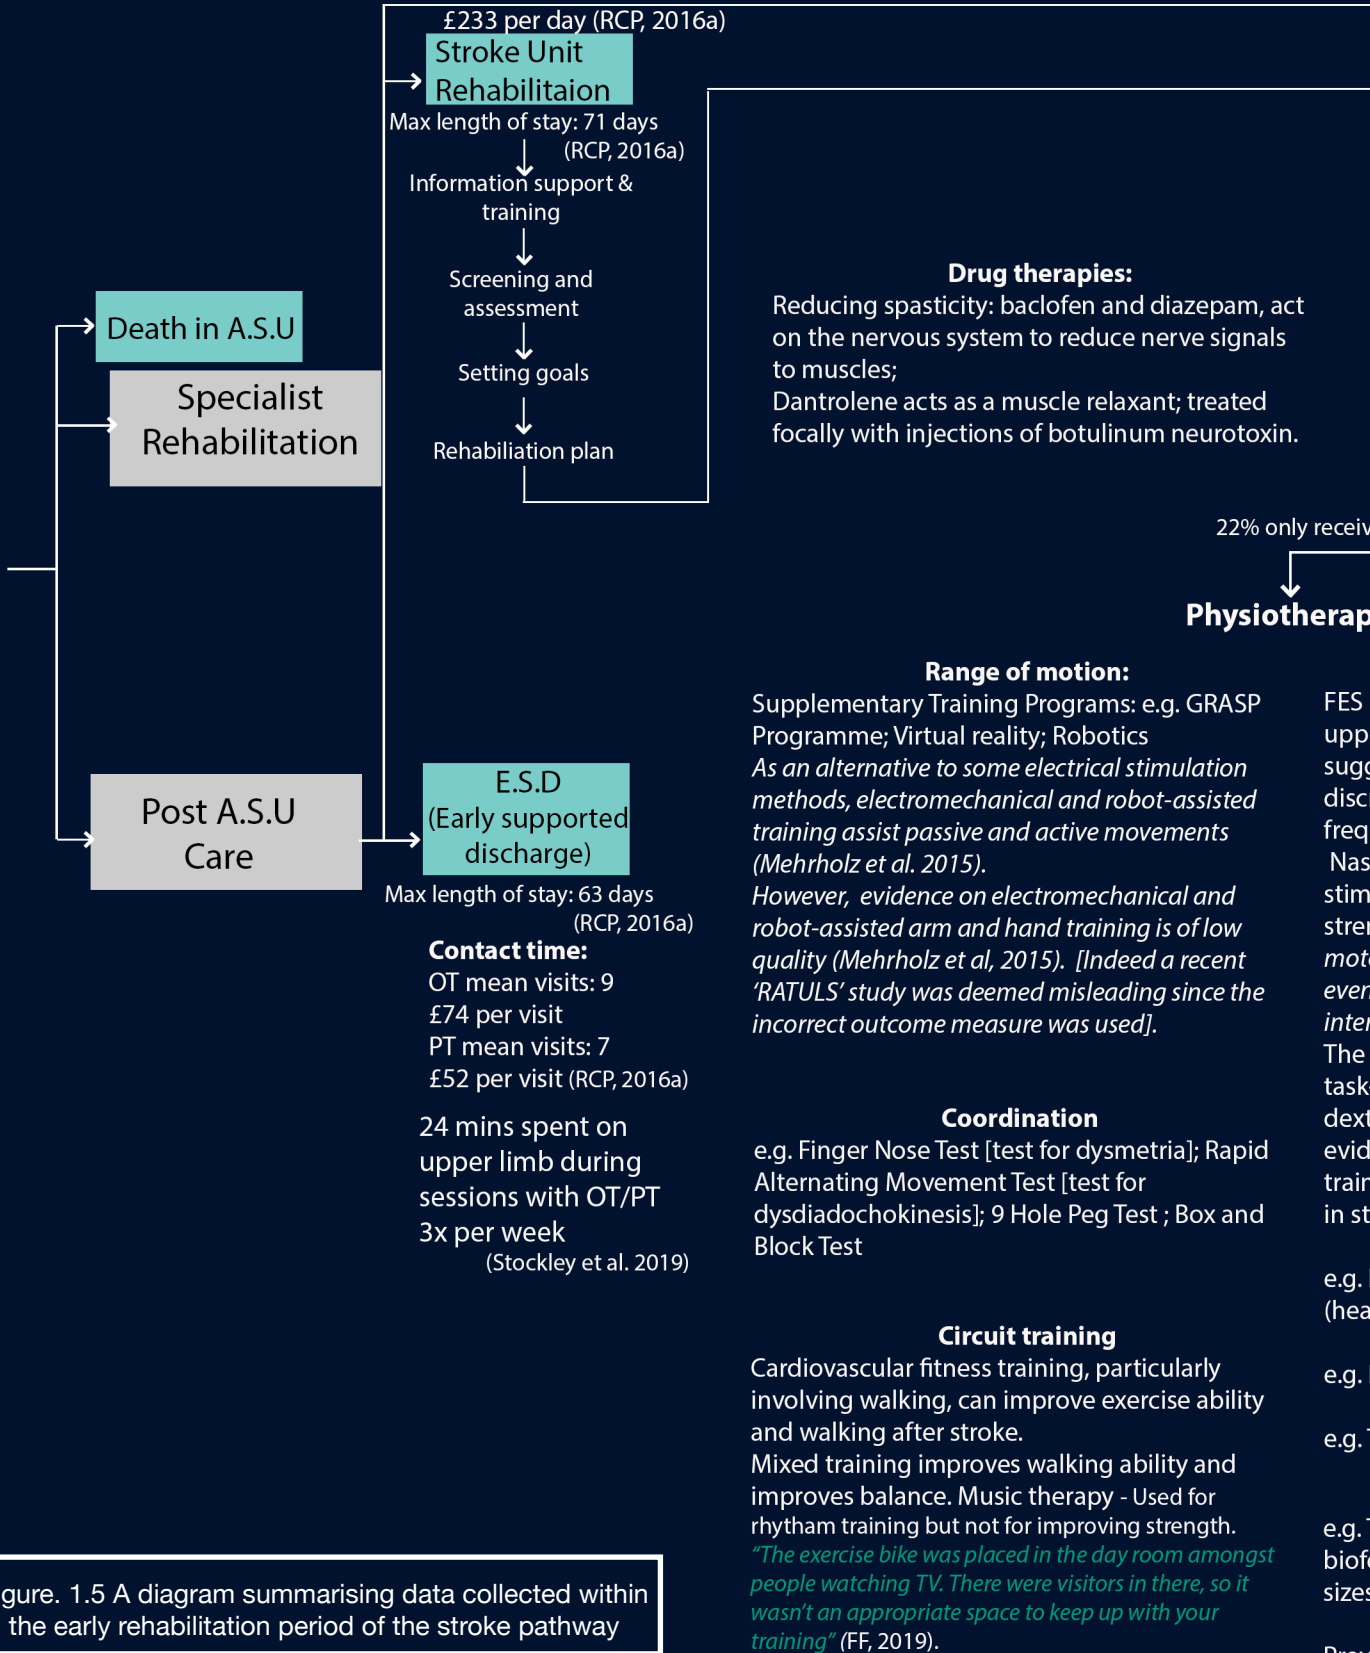 £233 per day (RCP, 2016a)
Stroke Unit
Rehabilitaion
Max length of stay: 71 days
(RCP, 2016a)
Information support &
training
Screening and
assessment
Setting goals
Rehabiliation plan
Death in A.S.U
Specialist
Rehabilitation
Post A.S.U
Care
E.S.D
(Early supported
discharge)
Max length of stay: 63 days
(RCP, 2016a)
Contact time:
OT mean visits: 9
£74 per visit
PT mean visits: 7
£52 per visit (RCP, 2016a)
24 mins spent on
upper limb during
sessions with OT/PT
3x per week
(Stockley et al. 2019)
Drug therapies:
Reducing spasticity: baclofen and diazepam, act
on the nervous system to reduce nerve signals
to muscles;
Dantrolene acts as a muscle relaxant; treated
focally with injections of botulinum neurotoxin.
22% only receiv
Physiotherap
Range of motion:
Supplementary Training Programs: e.g. GRASP
Programme; Virtual reality; Robotics
As an alternative to some electrical stimulation
methods, electromechanical and robot-assisted
training assist passive and active movements
(Mehrholz et al. 2015).
However, evidence on electromechanical and
robot-assisted arm and hand training is of low
quality (Mehrholz et al, 2015). [Indeed a recent
‘RATULS’ study was deemed misleading since the
incorrect outcome measure was used].
Coordination
e.g. Finger Nose Test [test for dysmetria]; Rapid
Alternating Movement Test [test for
dysdiadochokinesis]; 9 Hole Peg Test ; Box and
Block Test
Circuit training
Cardiovascular fitness training, particularly
involving walking, can improve exercise ability
and walking after stroke.
Mixed training improves walking ability and
improves balance. Music therapy - Used for
rhytham training but not for improving strength.
“The exercise bike was placed in the day room amongst
people watching TV. There were visitors in there, so it
wasn’t an appropriate space to keep up with your
training” (FF, 2019).
FES
upp
sugg
disc
freq
Nas
stim
stren
mot
even
inter
The
task
dext
evid
train
in st
e.g.
(hea
e.g.
e.g.
e.g.
biof
sizes
gure. 1.5 A diagram summarising data collected within
the early rehabilitation period of the stroke pathway